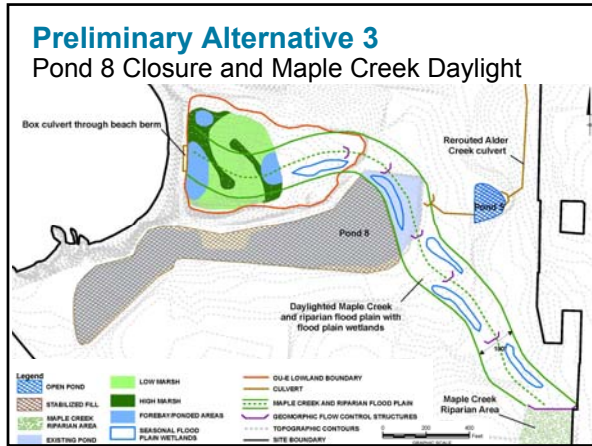 Preliminary Alternative 3
Pond 8 Closure and Maple Creek Daylight
Box culvert through beach berm
Rerouted Alder
Creek culvert
Pond 5
Pond 8
Daylighted Maple Creek
and riparian flood plain with
flood plain wetlands
Maple Creek
Riparian Area
Legend
OPEN POND
STABILIZED FILL
MAPLE CREEK
RIPARIAN AREA
EXISTING POND
LOW MARSH
HIGH MARSH
FOREBAY/PONDED AREAS
SEASONAL FLOOD
PLAIN WETLANDS
OU-E LOWLAND BOUNDARY
CULVERT
MAPLE CREEK AND RIPARIAN FLOOD PLAIN
GEOMORPHIC FLOW CONTROL STRUCTURES
TOPOGRAPHIC CONTOURS
SITE BOUNDARY
400
Feet
GRAPHIC SCALE